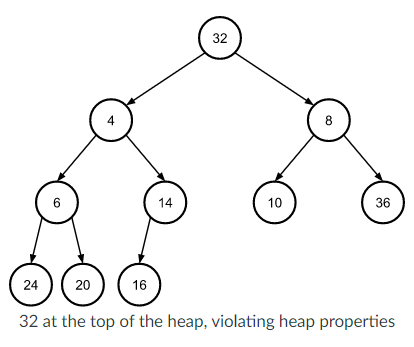 32
4 8
6 14 10 36
24 20 16
32 at the top of the heap, violating heap properties